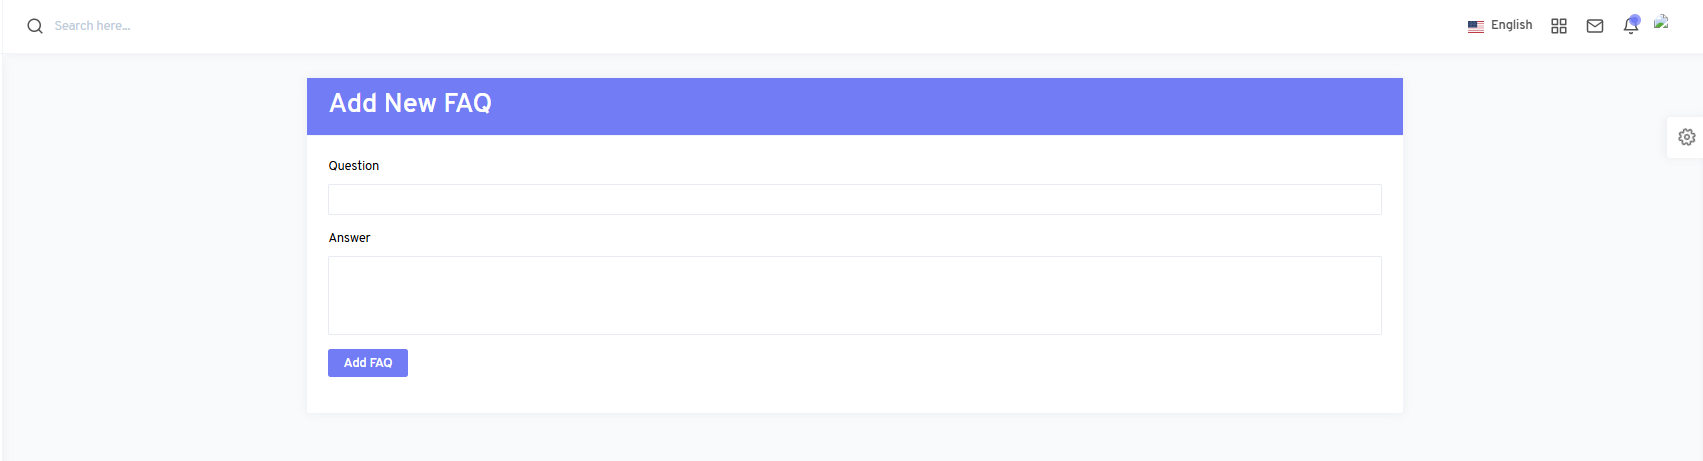 Search here...
English
Add New FAQ
Question
Answer
Add FAQ